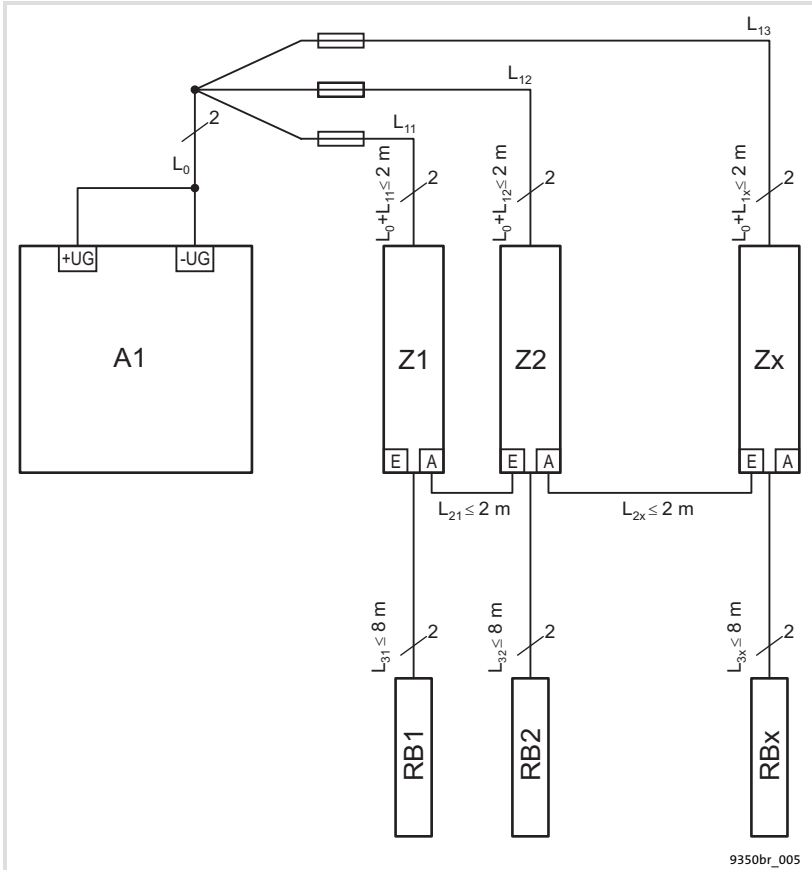 L13
L12
2
L11
L0
L0+L11≤ 2 m
2
L0+L12≤ 2 m
2
L0+L1x≤ 2 m
2
+UG
-UG
A1
Z1
Z2
Zx
E
A
E
A
E
A
L21 ≤ 2 m
L2x ≤ 2 m
L31 ≤ 8 m
2
L32 ≤ 8 m
2
L3x ≤ 8 m
2
RB1
RB2
RBx
9350br_005